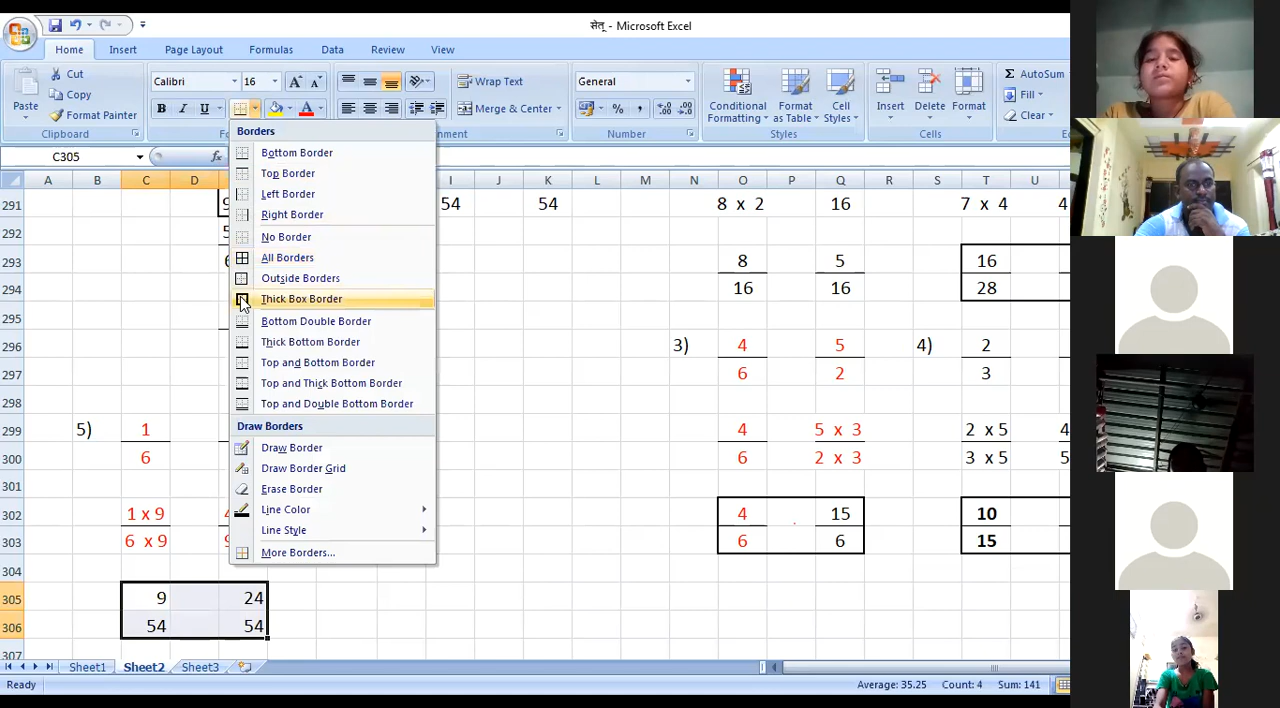 सेतू - Microsoft Excel
Home Insert Page Layout Formulas Data Review View
Paste
Cut
Copy
Format Painter
Clipboard
Calibri 16
B I U
Wrap Text
Merge & Center
General
Number
Conditional Formatting
Format as Table
Cell Styles
Styles
Insert Delete Format
Cells
AutoSum
Fill
Clear
C305
A B C D I J K L M N O P Q R S T U
Borders
Bottom Border
Top Border
Left Border
Right Border
No Border
All Borders
Outside Borders
Thick Box Border
Bottom Double Border
Thick Bottom Border
Top and Bottom Border
Top and Thick Bottom Border
Top and Double Bottom Border
Draw Borders
Draw Border
Draw Border Grid
Erase Border
Line Color
Line Style
More Borders...
291 54 54 8 x 2 16 7 x 4 4
292
293 8 5 16
294 16 16 28
295
296 3) 4 5 4) 2
297 6 2 3
298
299 5) 1 4 5 x 3 2 x 5 4
300 6 6 2 x 3 3 x 5 5
301
302 1 x 9 4 15 10
303 6 x 9 6 6 15
304
305 9 24
306 54 54
307
Sheet1 Sheet2 Sheet3
Ready Average: 35.25 Count: 4 Sum: 141